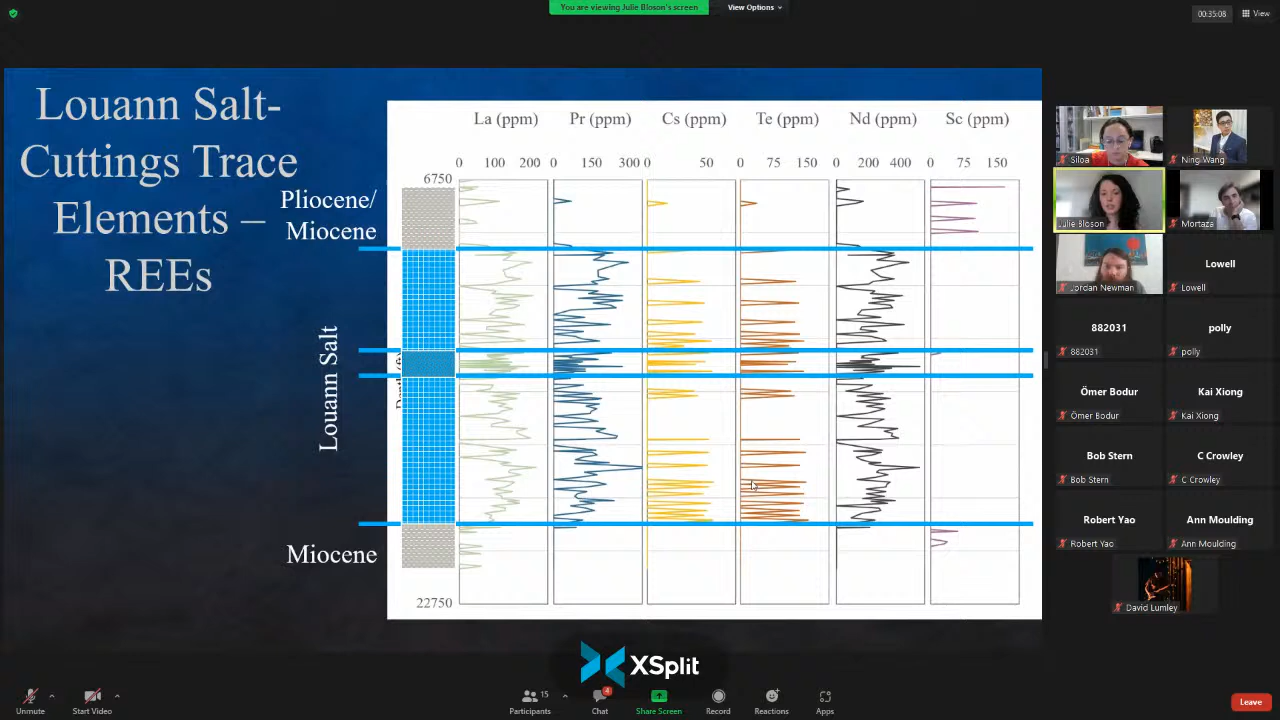 You are viewing Julie Bloson's screen
View Options
00:35:08
View
Louann Salt-
Cuttings Trace
Elements –
REEs
La (ppm)
Pr (ppm)
Cs (ppm)
Te (ppm)
Nd (ppm)
Sc (ppm)
0 100 200
0 150 300
0 50
0 75 150
0 200 400
0 75 150
6750
Pliocene/
Miocene
Louann Salt
Miocene
22750
Siloa
Ning Wang
Julie Bloson
Mortaza
Jordan Newman
Lowell
Lowell
882031
882031
polly
polly
Ömer Bodur
Ömer Bodur
Kai Xiong
Kai Xiong
Bob Stern
Bob Stern
C Crowley
C Crowley
Robert Yao
Robert Yao
Ann Moulding
Ann Moulding
David Lumley
XSplit
Unmute
Start Video
15
Participants
4
Chat
Share Screen
Record
Reactions
Apps
Leave